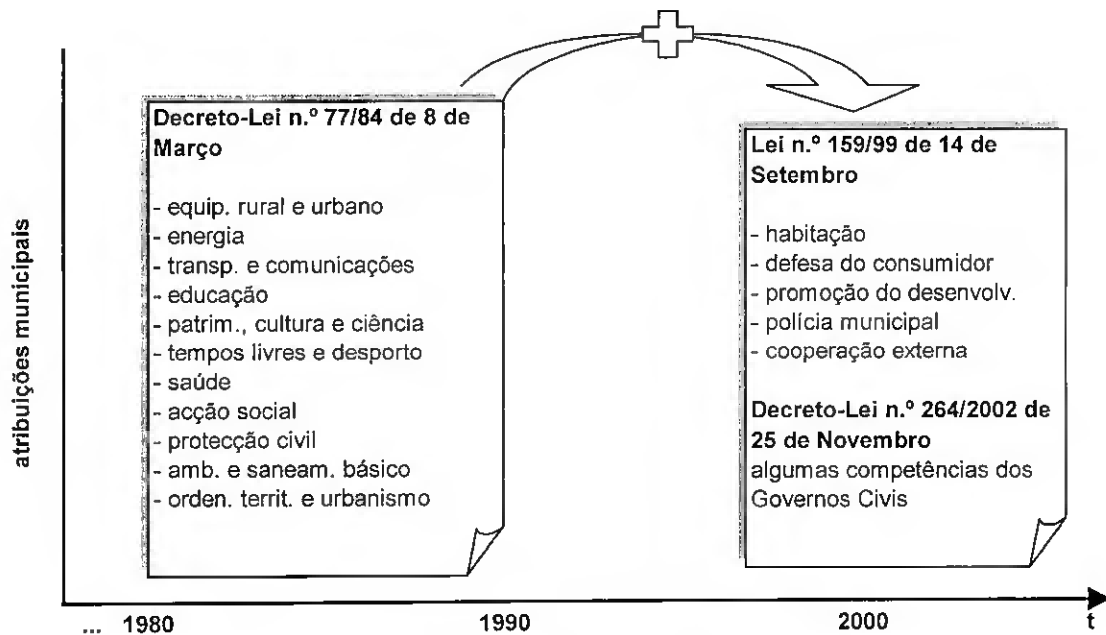 atribuições municipais
Decreto-Lei n.º 77/84 de 8 de
Março
- equip. rural e urbano
- energia
- transp. e comunicações
- educação
- patrim., cultura e ciência
- tempos livres e desporto
- saúde
- acção social
- protecção civil
- amb. e saneam. básico
- orden. territ. e urbanismo
Lei n.º 159/99 de 14 de
Setembro
- habitação
- defesa do consumidor
- promoção do desenvolv.
- polícia municipal
- cooperação externa
Decreto-Lei n.º 264/2002 de
25 de Novembro
algumas competências dos
Governos Civis
... 1980 1990 2000 t